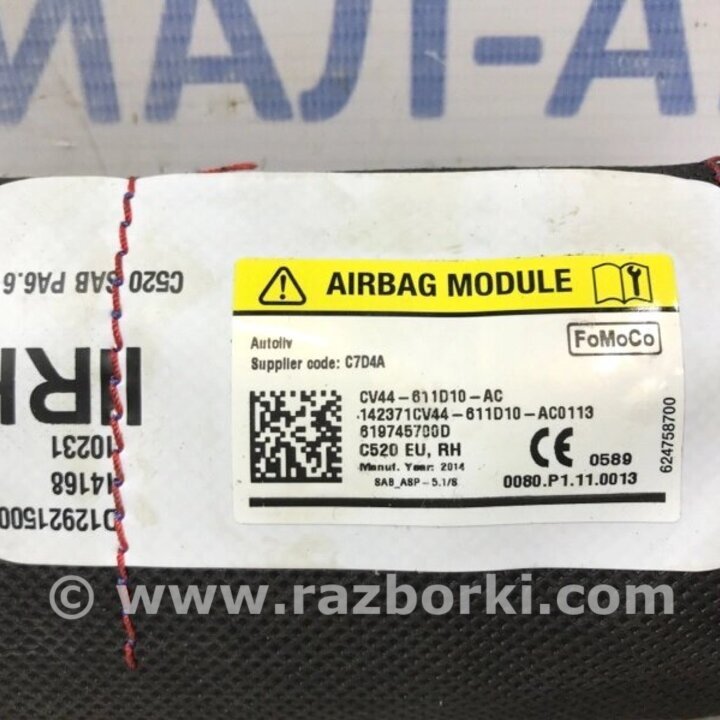 МАЛ-А
AIRBAG MODULE
Autoliv
Supplier code: C7D4A
FoMoCo
CV44-611D10-AC
142371CV44-611D10-AC0113
619745700D
C520 EU, RH
Manuf. Year: 2014
SAB_ASP-5.1/S
0589
0080.P1.11.0013
624758700
C520 SAB PA6.6
10231
14168
D12921500
© www.razborki.com